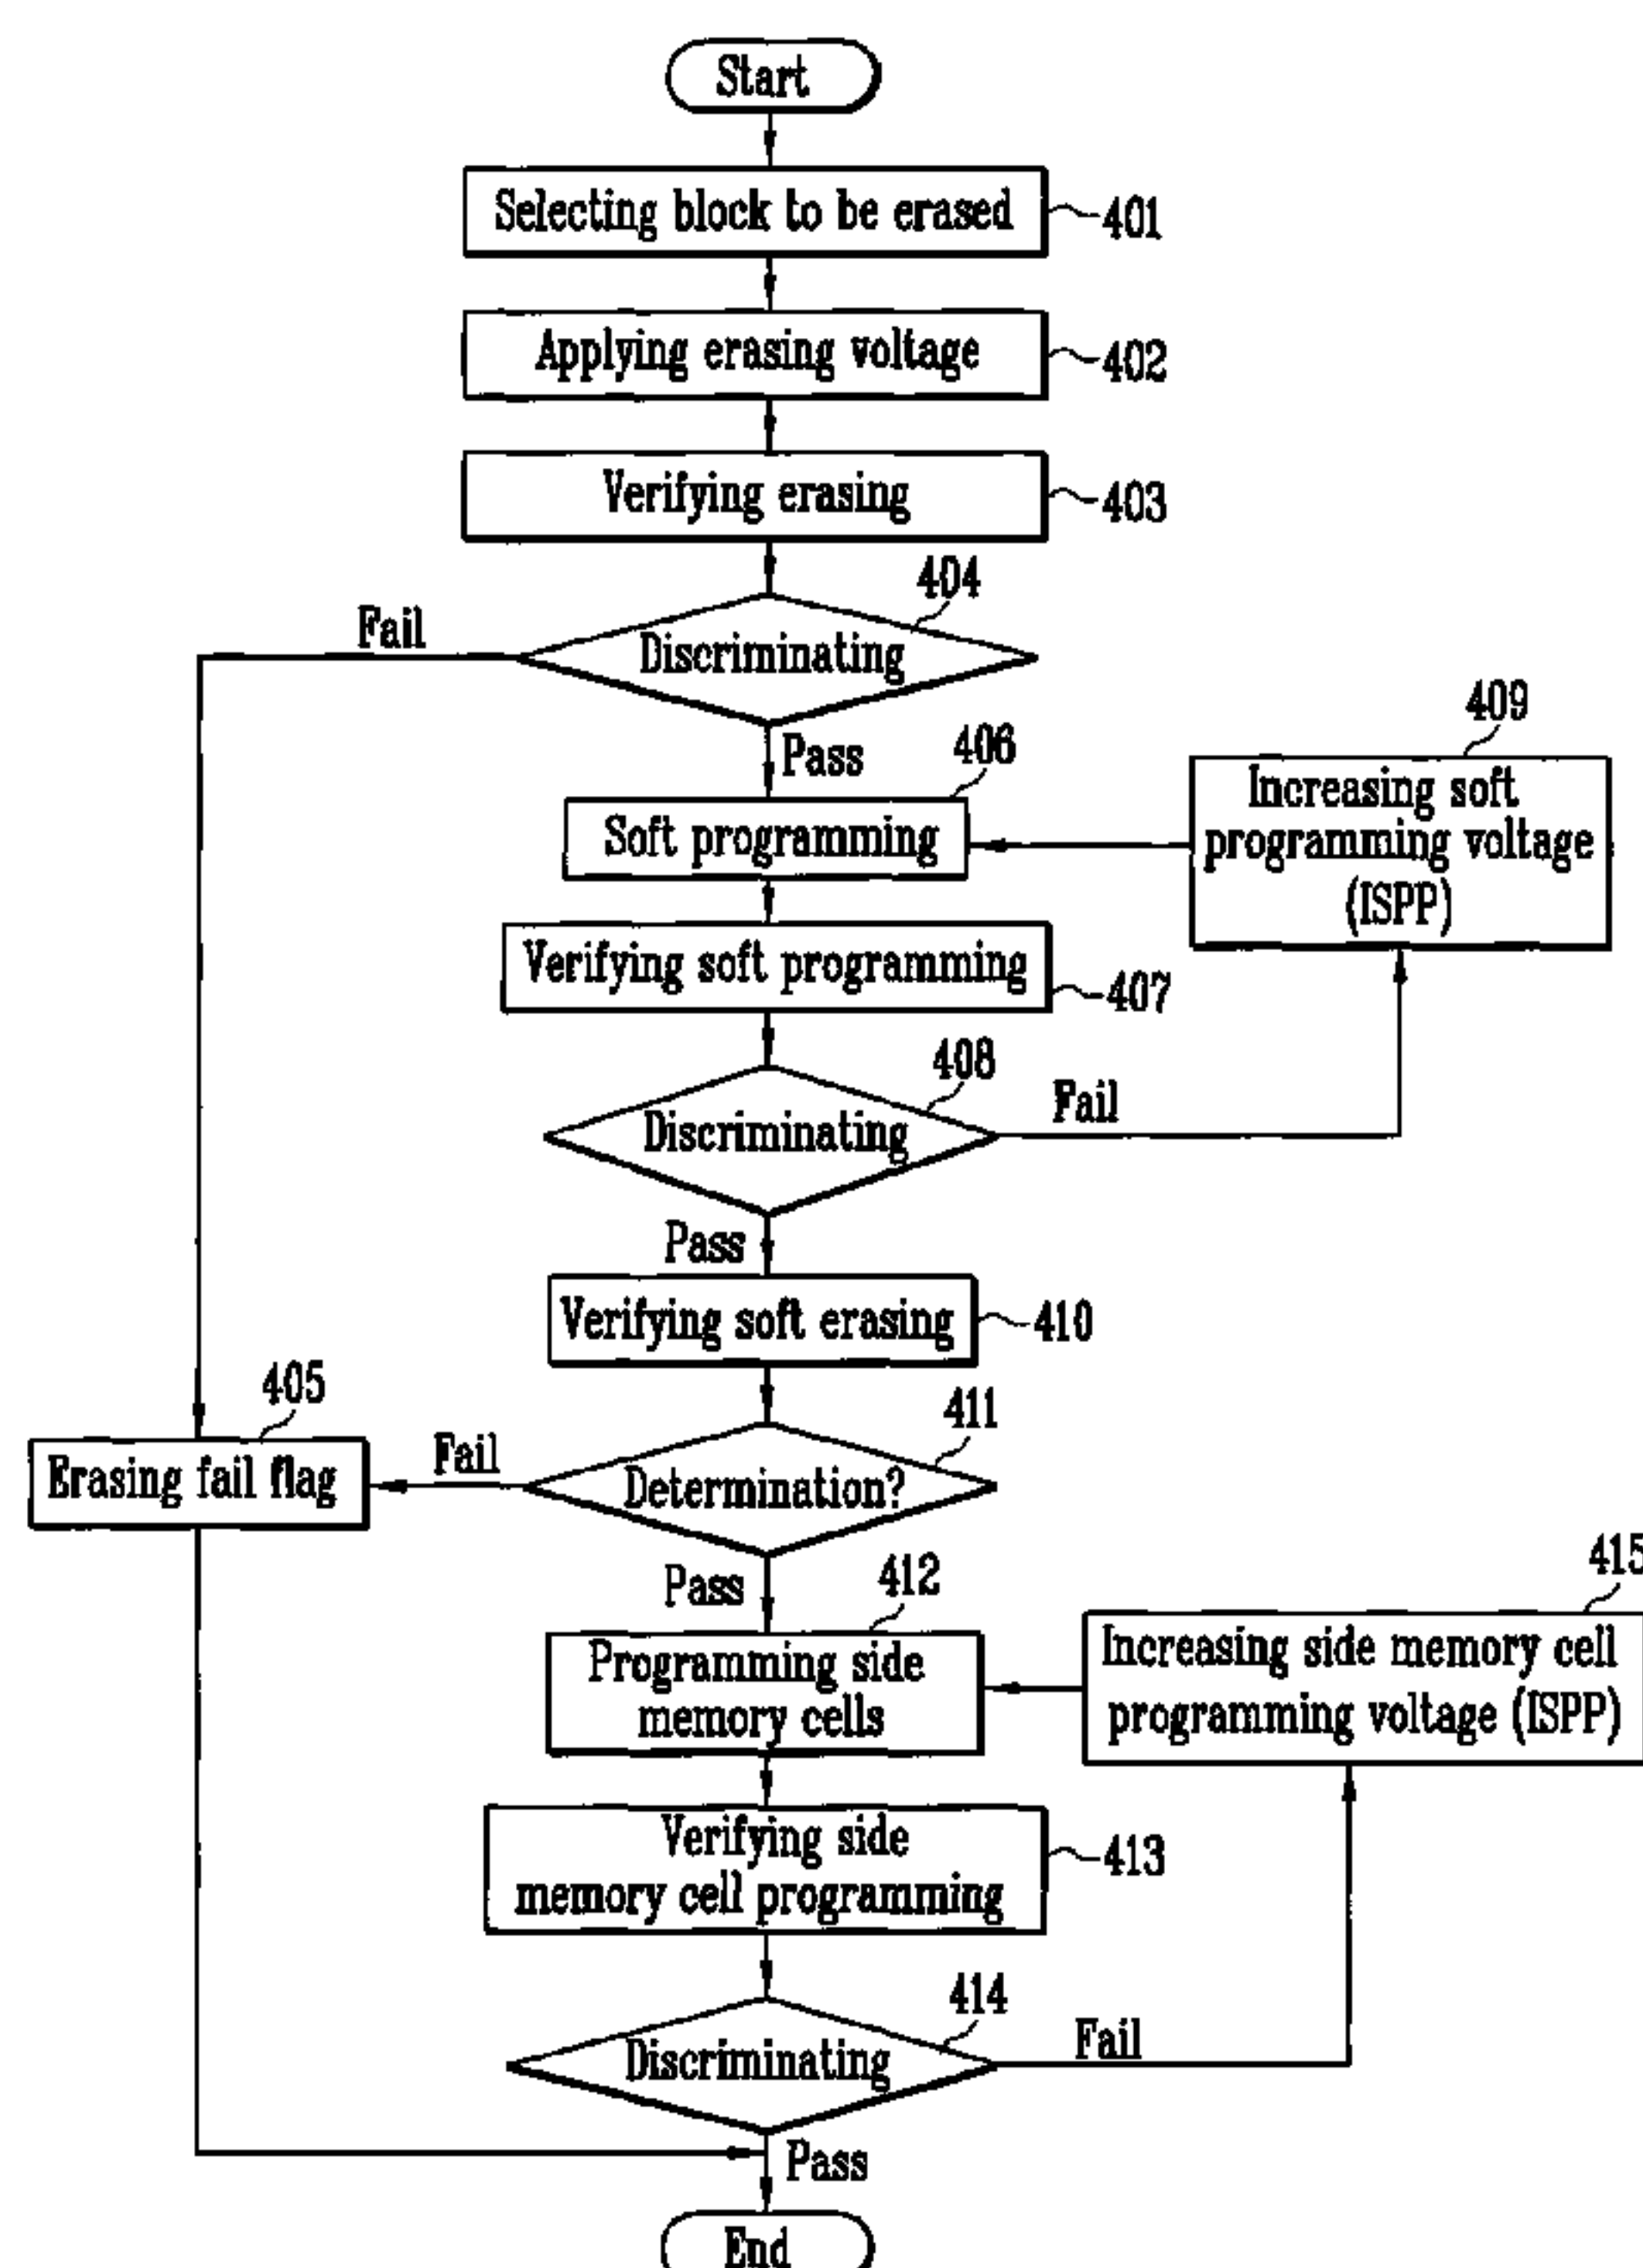 Start
Selecting block to be erased
401
Applying erasing voltage
402
Verifying erasing
403
404
Fail
Discriminating
Pass
406
409
Increasing soft
programming voltage
(ISPP)
Soft programming
Verifying soft programming
407
408
Discriminating
Fail
Pass
Verifying soft erasing
410
405
411
Erasing fail flag
Fail
Determination?
Pass
412
415
Programming side
memory cells
Increasing side memory cell
programming voltage (ISPP)
Verifying side
memory cell programming
413
414
Discriminating
Fail
Pass
End